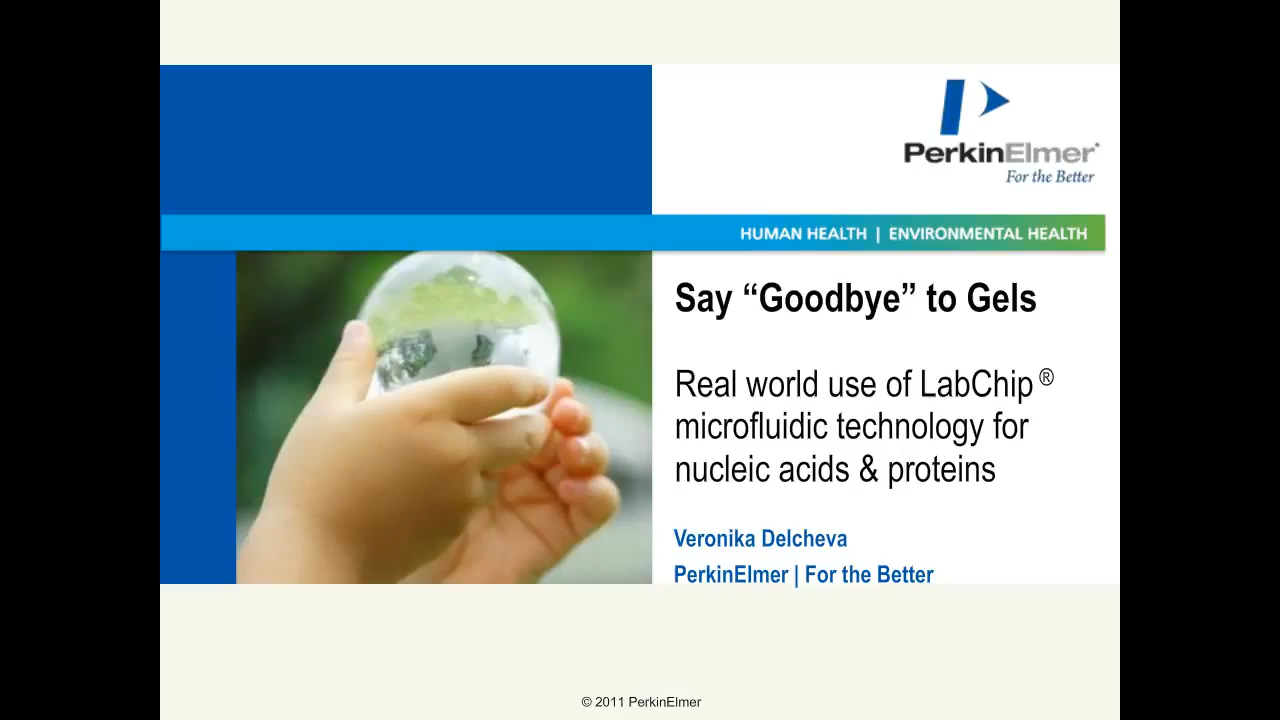 PerkinElmer
For the Better
HUMAN HEALTH | ENVIRONMENTAL HEALTH
Say “Goodbye” to Gels
Real world use of LabChip ®
microfluidic technology for
nucleic acids & proteins
Veronika Delcheva
PerkinElmer | For the Better
© 2011 PerkinElmer